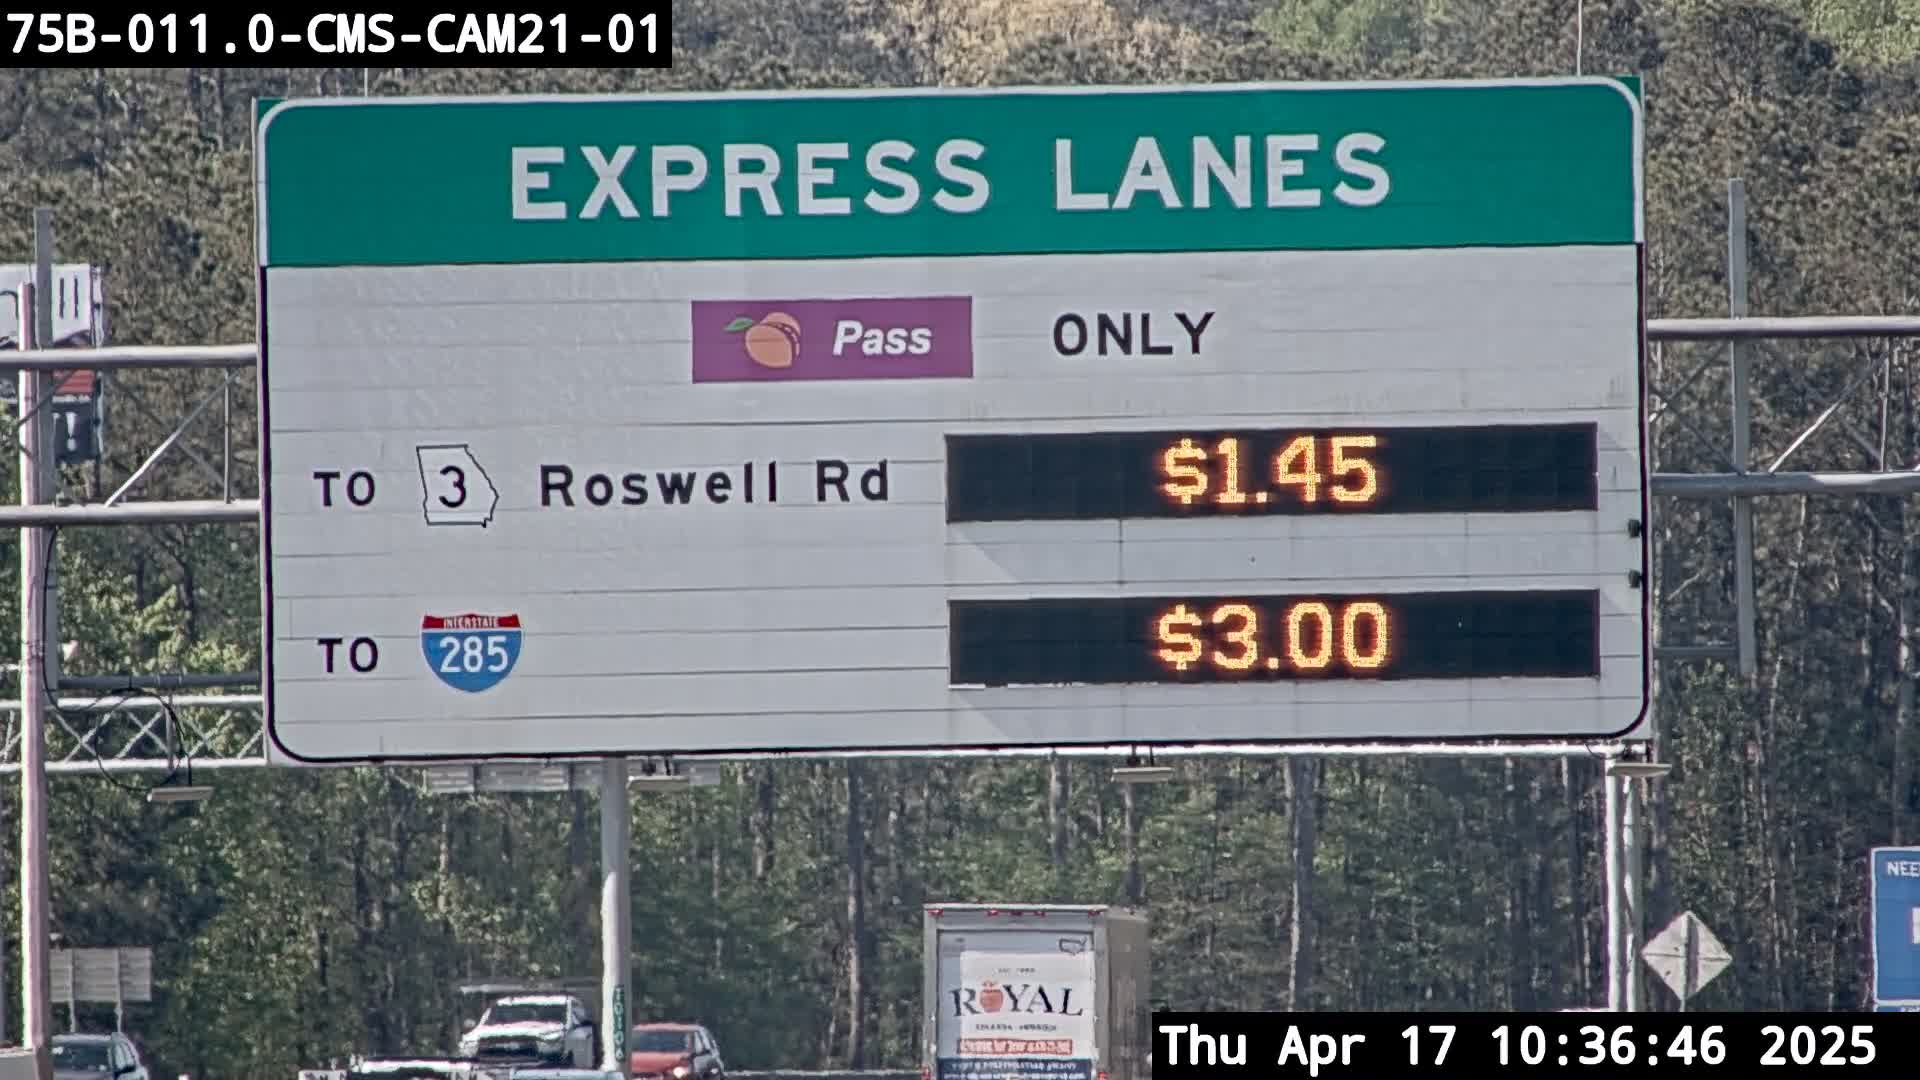 75B-011.0-CMS-CAM21-01
EXPRESS LANES
Pass ONLY
TO 3 Roswell Rd $1.45
TO INTERSTATE 285 $3.00
NEE
ROYAL
Thu Apr 17 10:36:46 2025